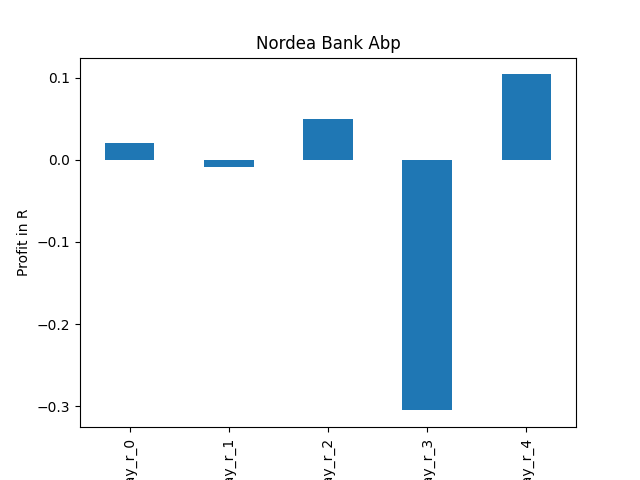 Nordea Bank Abp
Profit in R
0.1
0.0
−0.1
−0.2
−0.3
ay_r_0
ay_r_1
ay_r_2
ay_r_3
ay_r_4